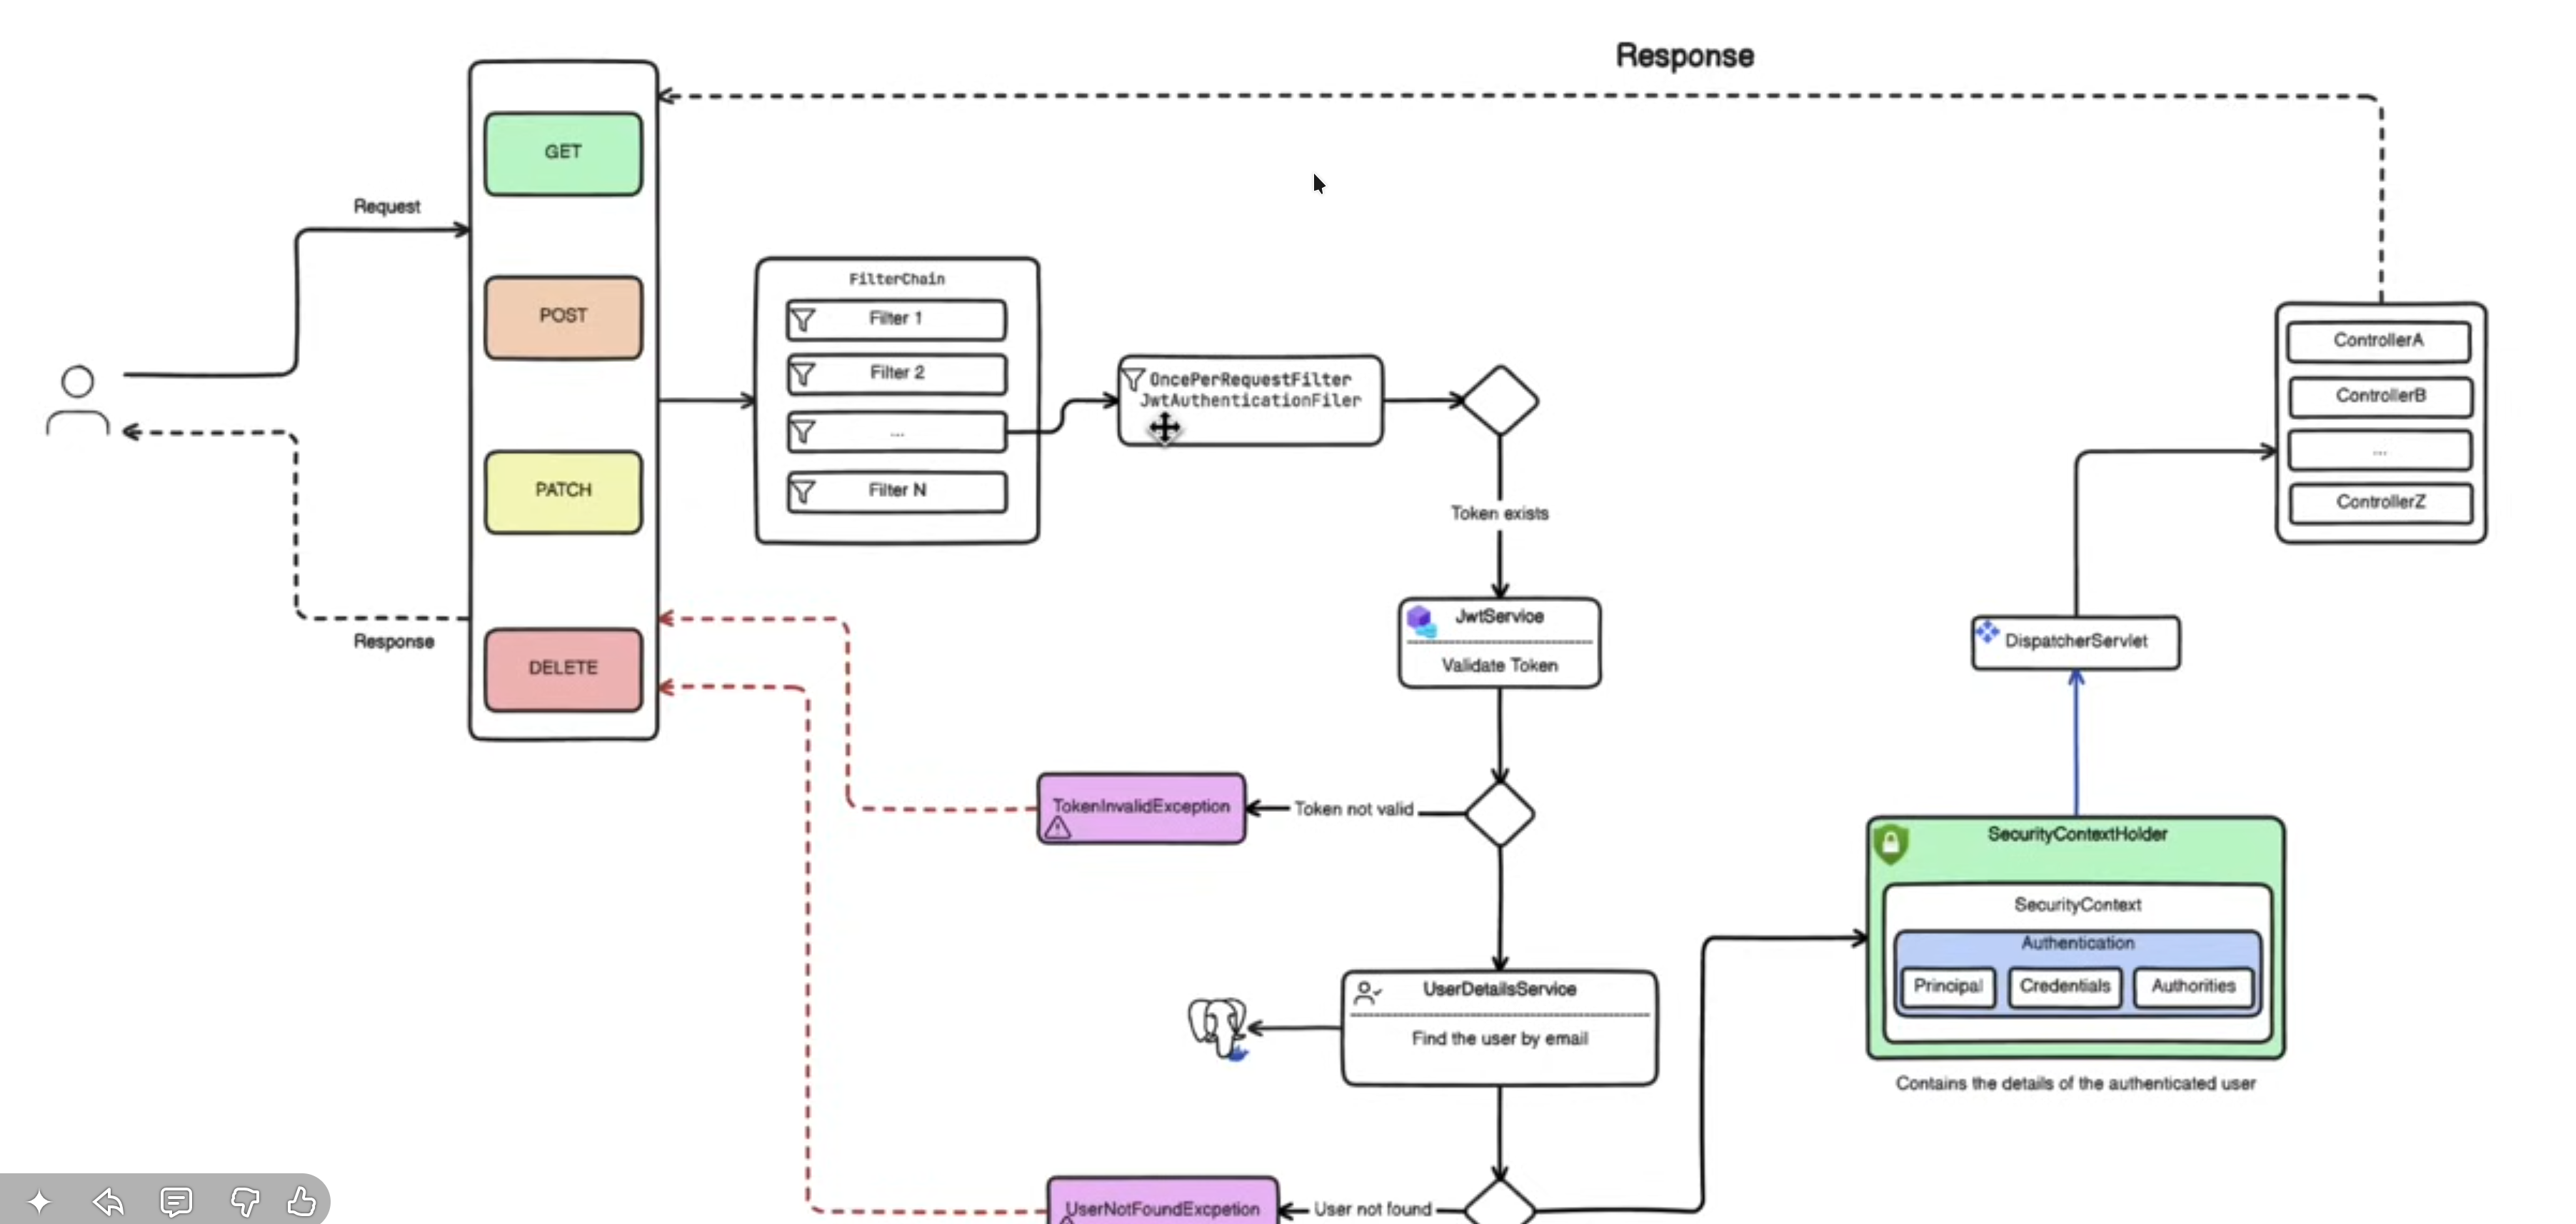 Response
GET
Request
POST
PATCH
Response
DELETE
FilterChain
Filter 1
Filter 2
...
Filter N
OncePerRequestFilter
JwtAuthenticationFiler
Token exists
JwtService
Validate Token
TokenInvalidException
Token not valid
UserDetailsService
Find the user by email
UserNotFoundExcpetion
User not found
ControllerA
ControllerB
...
ControllerZ
DispatcherServlet
SecurityContextHolder
SecurityContext
Authentication
Principal
Credentials
Authorities
Contains the details of the authenticated user